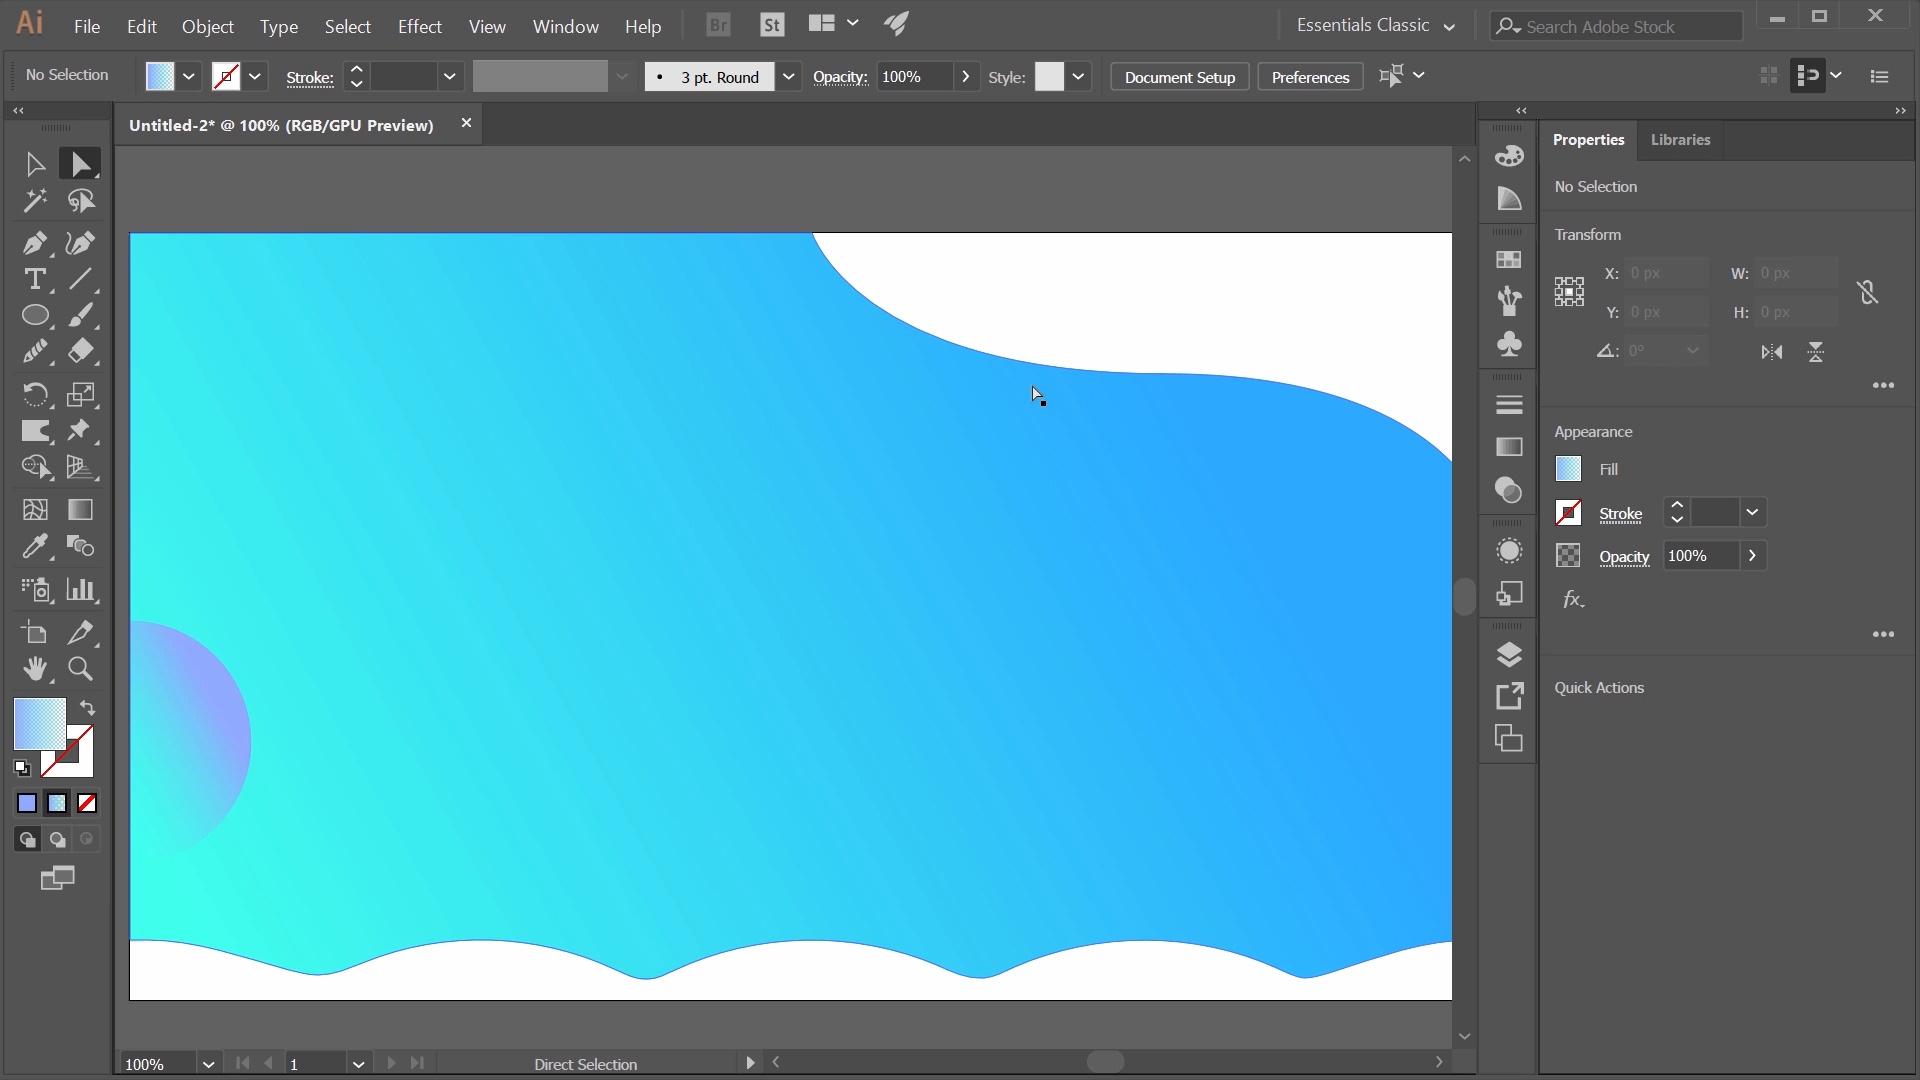 Ai File Edit Object Type Select Effect View Window Help Br St Essentials Classic Search Adobe Stock
No Selection Stroke: 3 pt. Round Opacity: 100% Style: Document Setup Preferences
Untitled-2* @ 100% (RGB/GPU Preview)
Properties Libraries
No Selection
Transform
X: 0 px W: 0 px
Y: 0 px H: 0 px
0°
Appearance
Fill
Stroke
Opacity 100%
fx
Quick Actions
100% 1 Direct Selection